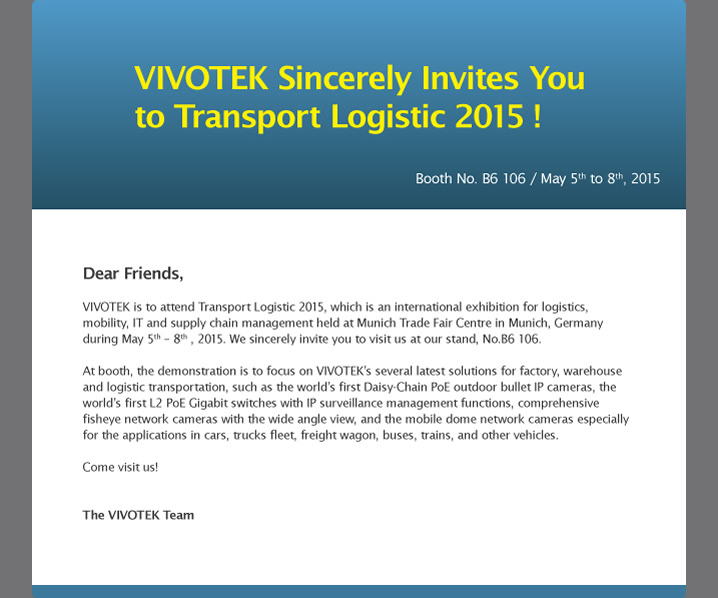 VIVOTEK Sincerely Invites You
to Transport Logistic 2015 !
Booth No. B6 106 / May 5th to 8th, 2015
Dear Friends,
VIVOTEK is to attend Transport Logistic 2015, which is an international exhibition for logistics,
mobility, IT and supply chain management held at Munich Trade Fair Centre in Munich, Germany
during May 5th – 8th , 2015. We sincerely invite you to visit us at our stand, No.B6 106.
At booth, the demonstration is to focus on VIVOTEK's several latest solutions for factory, warehouse
and logistic transportation, such as the world's first Daisy-Chain PoE outdoor bullet IP cameras, the
world's first L2 PoE Gigabit switches with IP surveillance management functions, comprehensive
fisheye network cameras with the wide angle view, and the mobile dome network cameras especially
for the applications in cars, trucks fleet, freight wagon, buses, trains, and other vehicles.
Come visit us!
The VIVOTEK Team